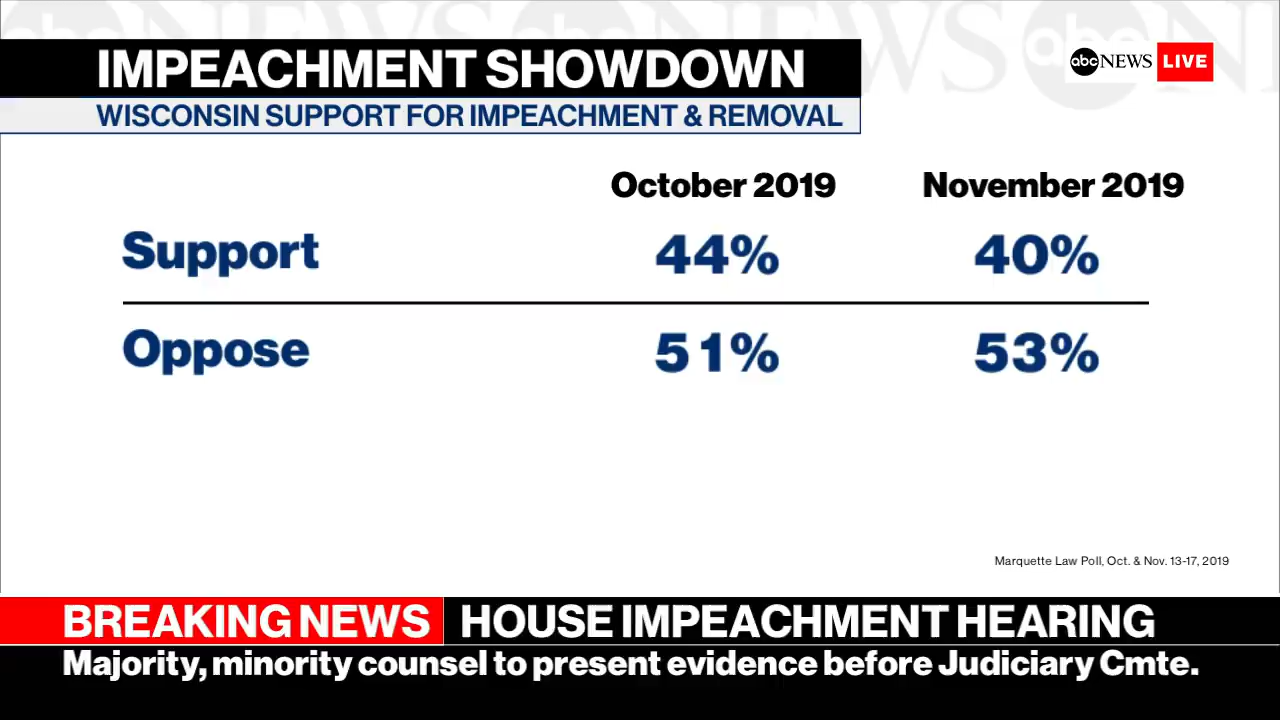 IMPEACHMENT SHOWDOWN
abc NEWS LIVE
WISCONSIN SUPPORT FOR IMPEACHMENT & REMOVAL
October 2019 November 2019
Support 44% 40%
Oppose 51% 53%
Marquette Law Poll, Oct. & Nov. 13-17, 2019
BREAKING NEWS HOUSE IMPEACHMENT HEARING
Majority, minority counsel to present evidence before Judiciary Cmte.